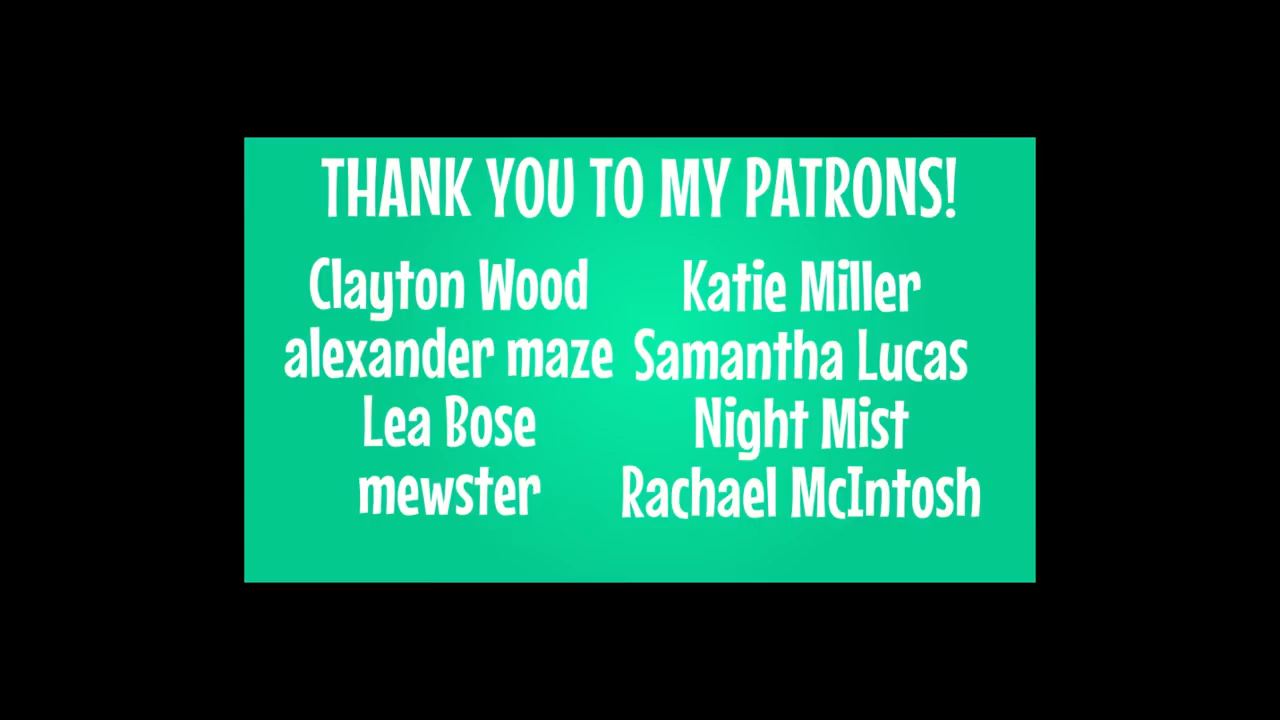 THANK YOU TO MY PATRONS!
Clayton Wood
alexander maze
Lea Bose
mewster
Katie Miller
Samantha Lucas
Night Mist
Rachael McIntosh